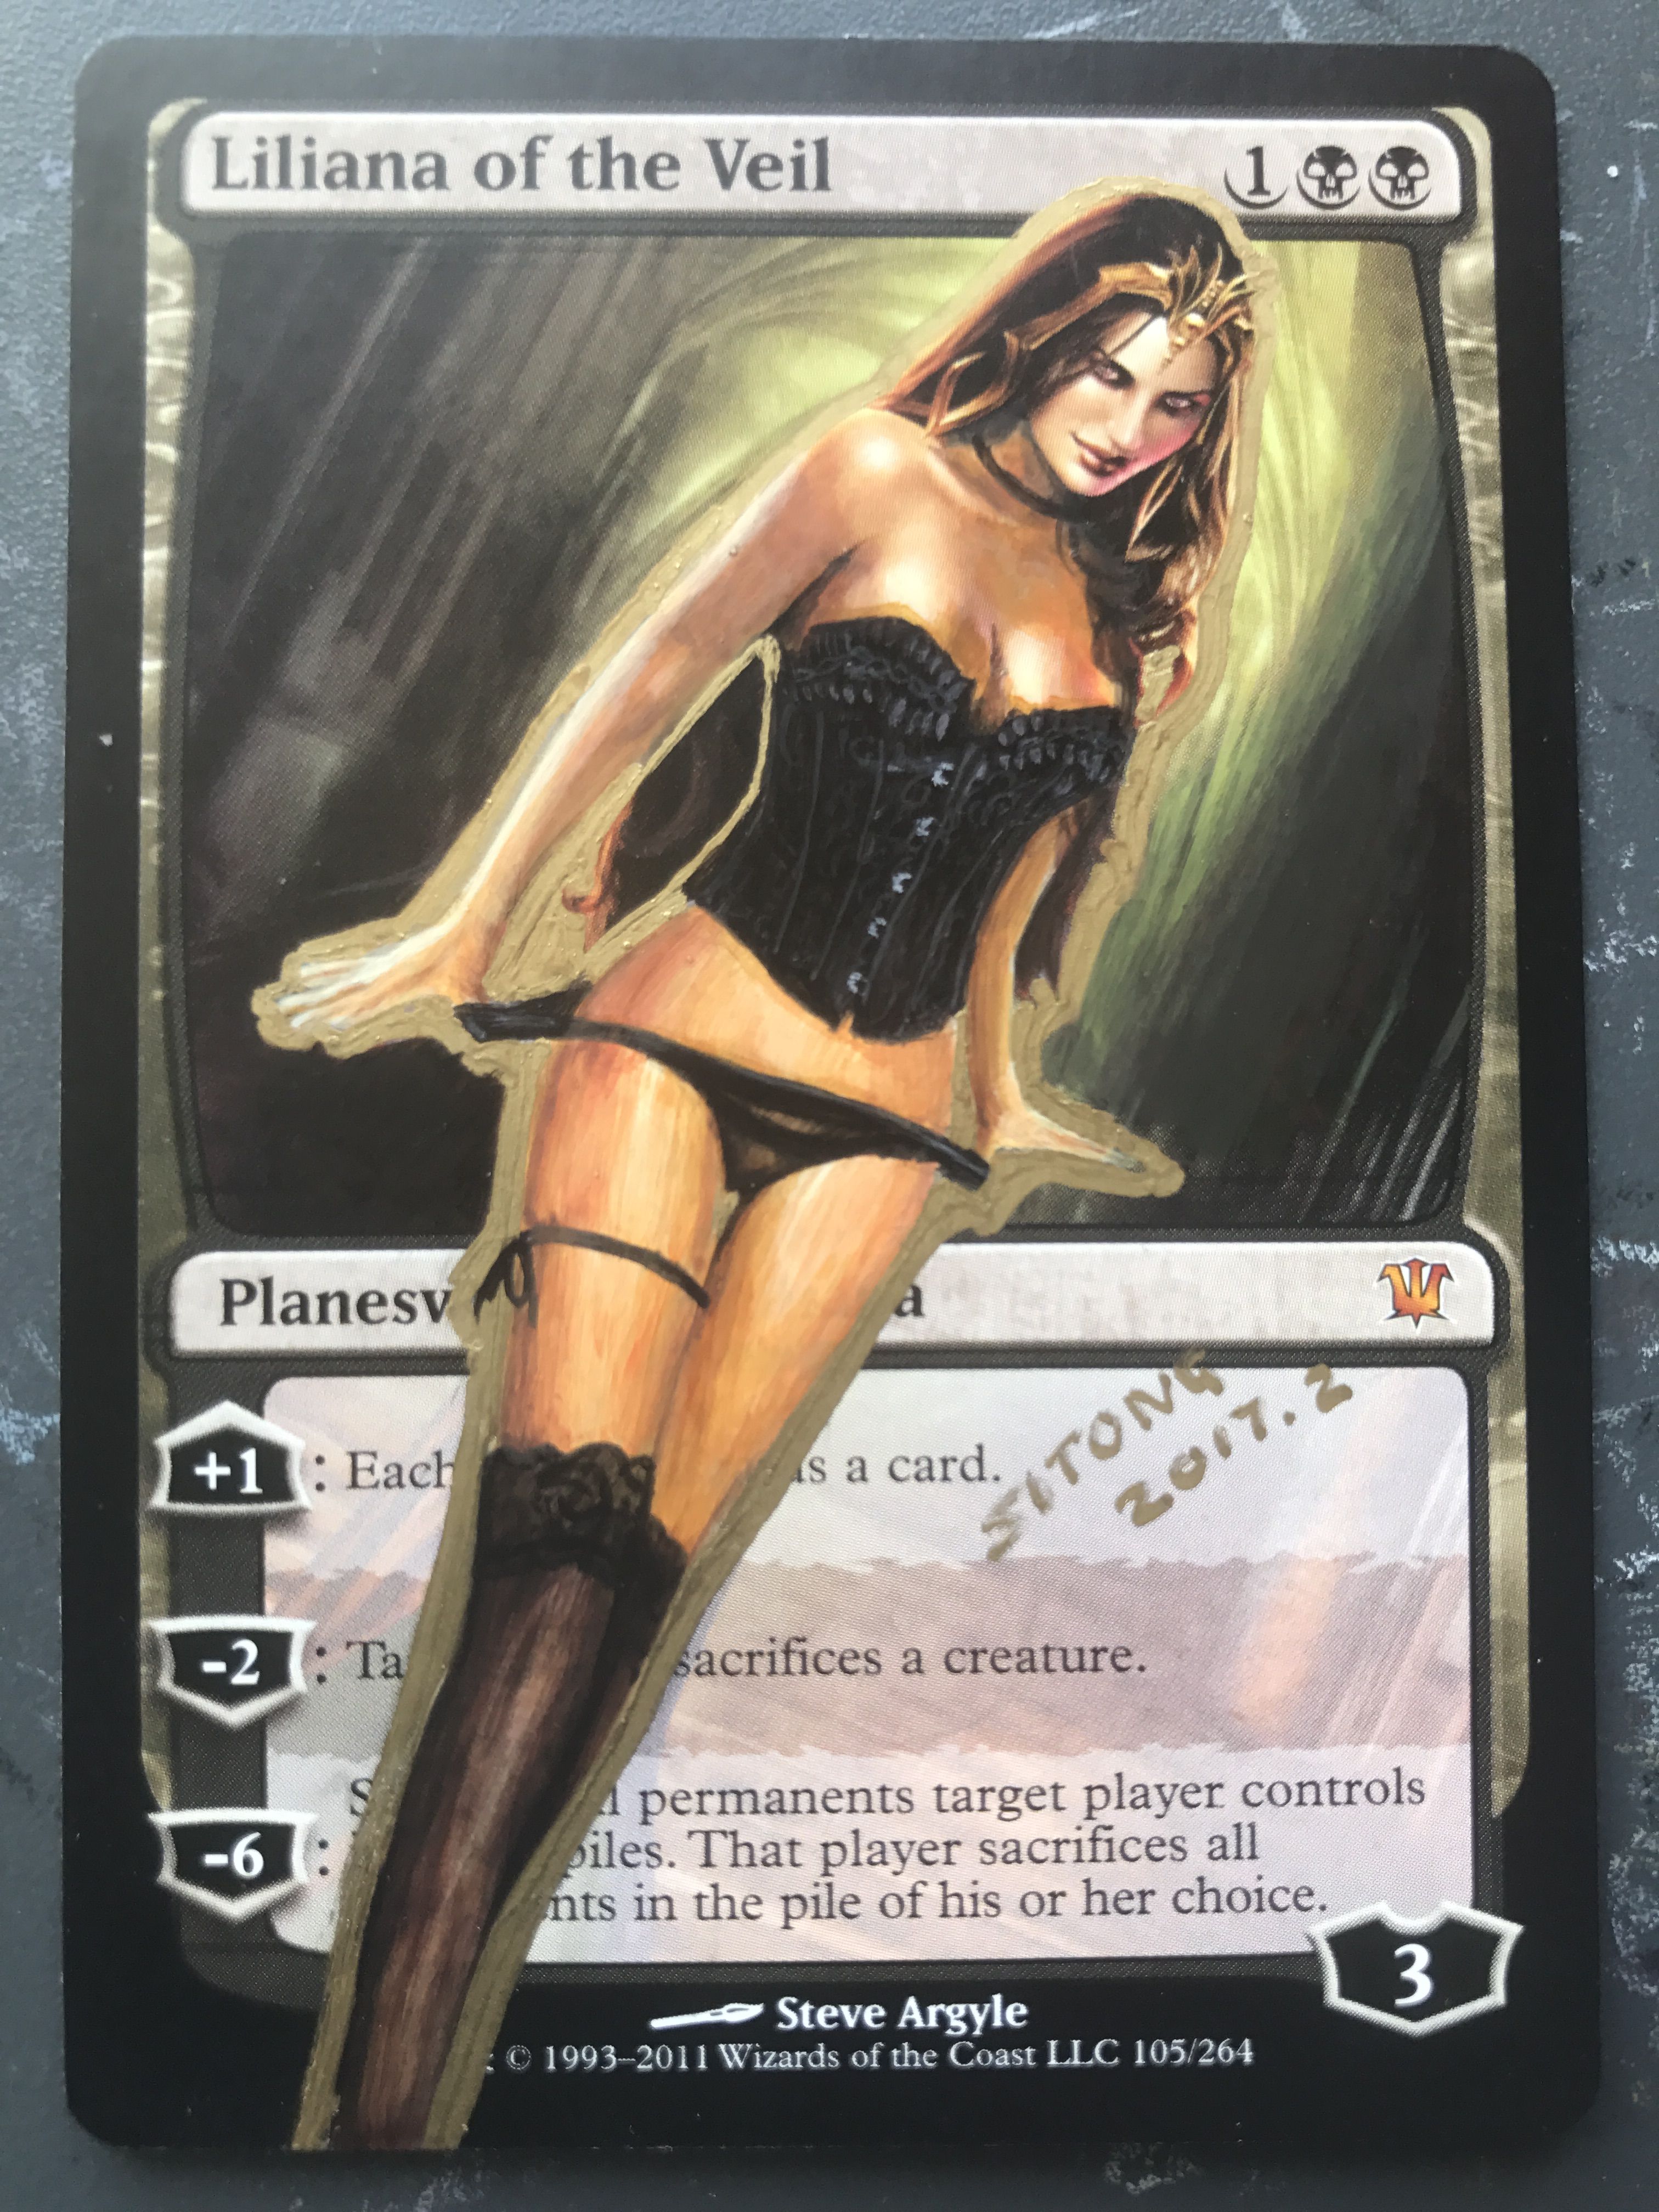 Liliana of the Veil 1
Planesw a
+1 : Each s a card.
SITONG
2017.2
-2 : Ta sacrifices a creature.
permanents target player controls
-6 : piles. That player sacrifices all
nts in the pile of his or her choice.
3
Steve Argyle
© 1993–2011 Wizards of the Coast LLC 105/264